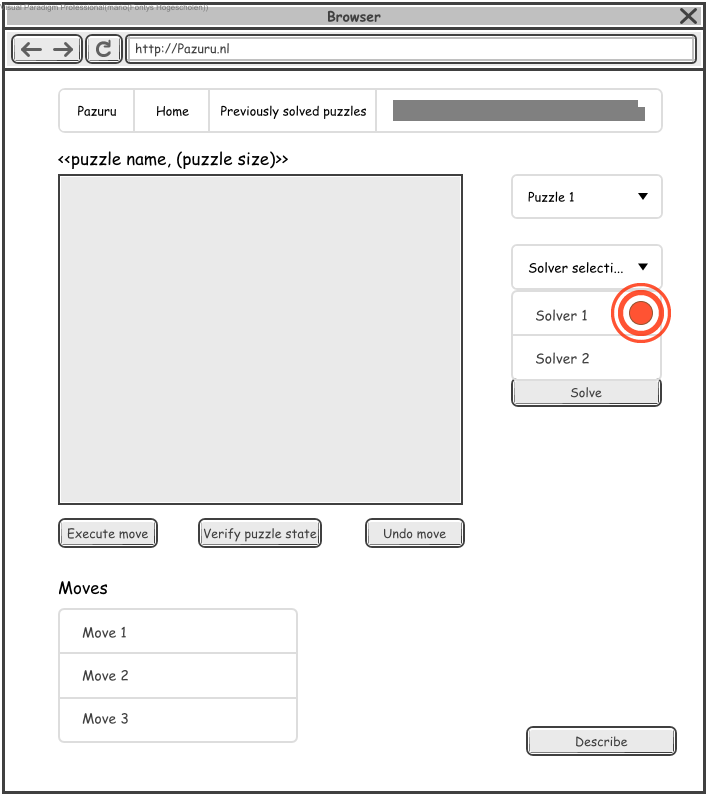 Visual Paradigm Professional(mano(Fontys Hogescholen))
Browser
http://Pazuru.nl
Pazuru
Home
Previously solved puzzles
<<puzzle name, (puzzle size)>>
Puzzle 1
Solver selecti...
Solver 1
Solver 2
Solve
Execute move
Verify puzzle state
Undo move
Moves
Move 1
Move 2
Move 3
Describe